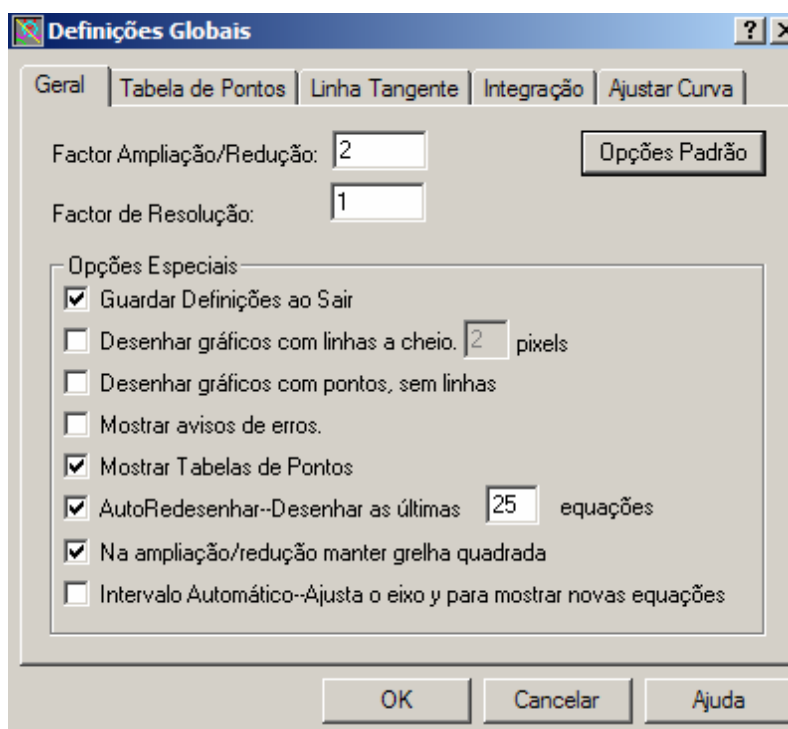 Definições Globais
Geral Tabela de Pontos Linha Tangente Integração Ajustar Curva
Factor Ampliação/Redução: 2 Opções Padrão
Factor de Resolução: 1
Opções Especiais
Guardar Definições ao Sair
Desenhar gráficos com linhas a cheio. 2 pixels
Desenhar gráficos com pontos, sem linhas
Mostrar avisos de erros.
Mostrar Tabelas de Pontos
AutoRedesenhar--Desenhar as últimas 25 equações
Na ampliação/redução manter grelha quadrada
Intervalo Automático--Ajusta o eixo y para mostrar novas equações
OK Cancelar Ajuda